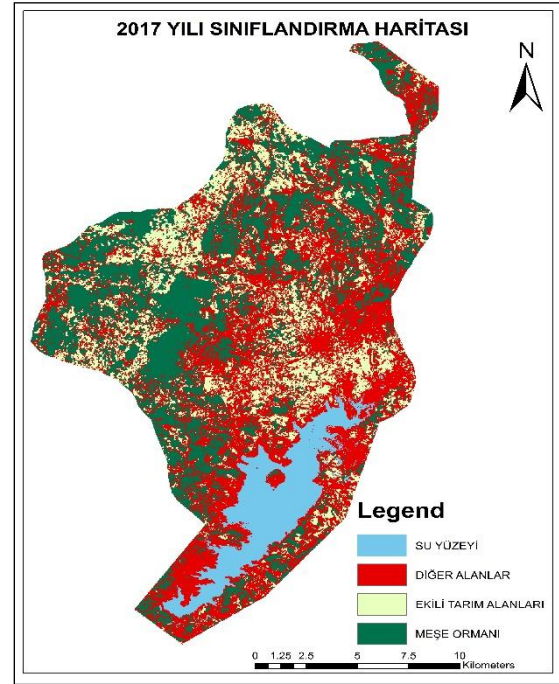 2017 YILI SINIFLANDIRMA HARİTASI
N
Legend
SU YÜZEYİ
DİĞER ALANLAR
EKİLİ TARIM ALANLARI
MEŞE ORMANI
0 1.25 2.5 5 7.5 10
Kilometers